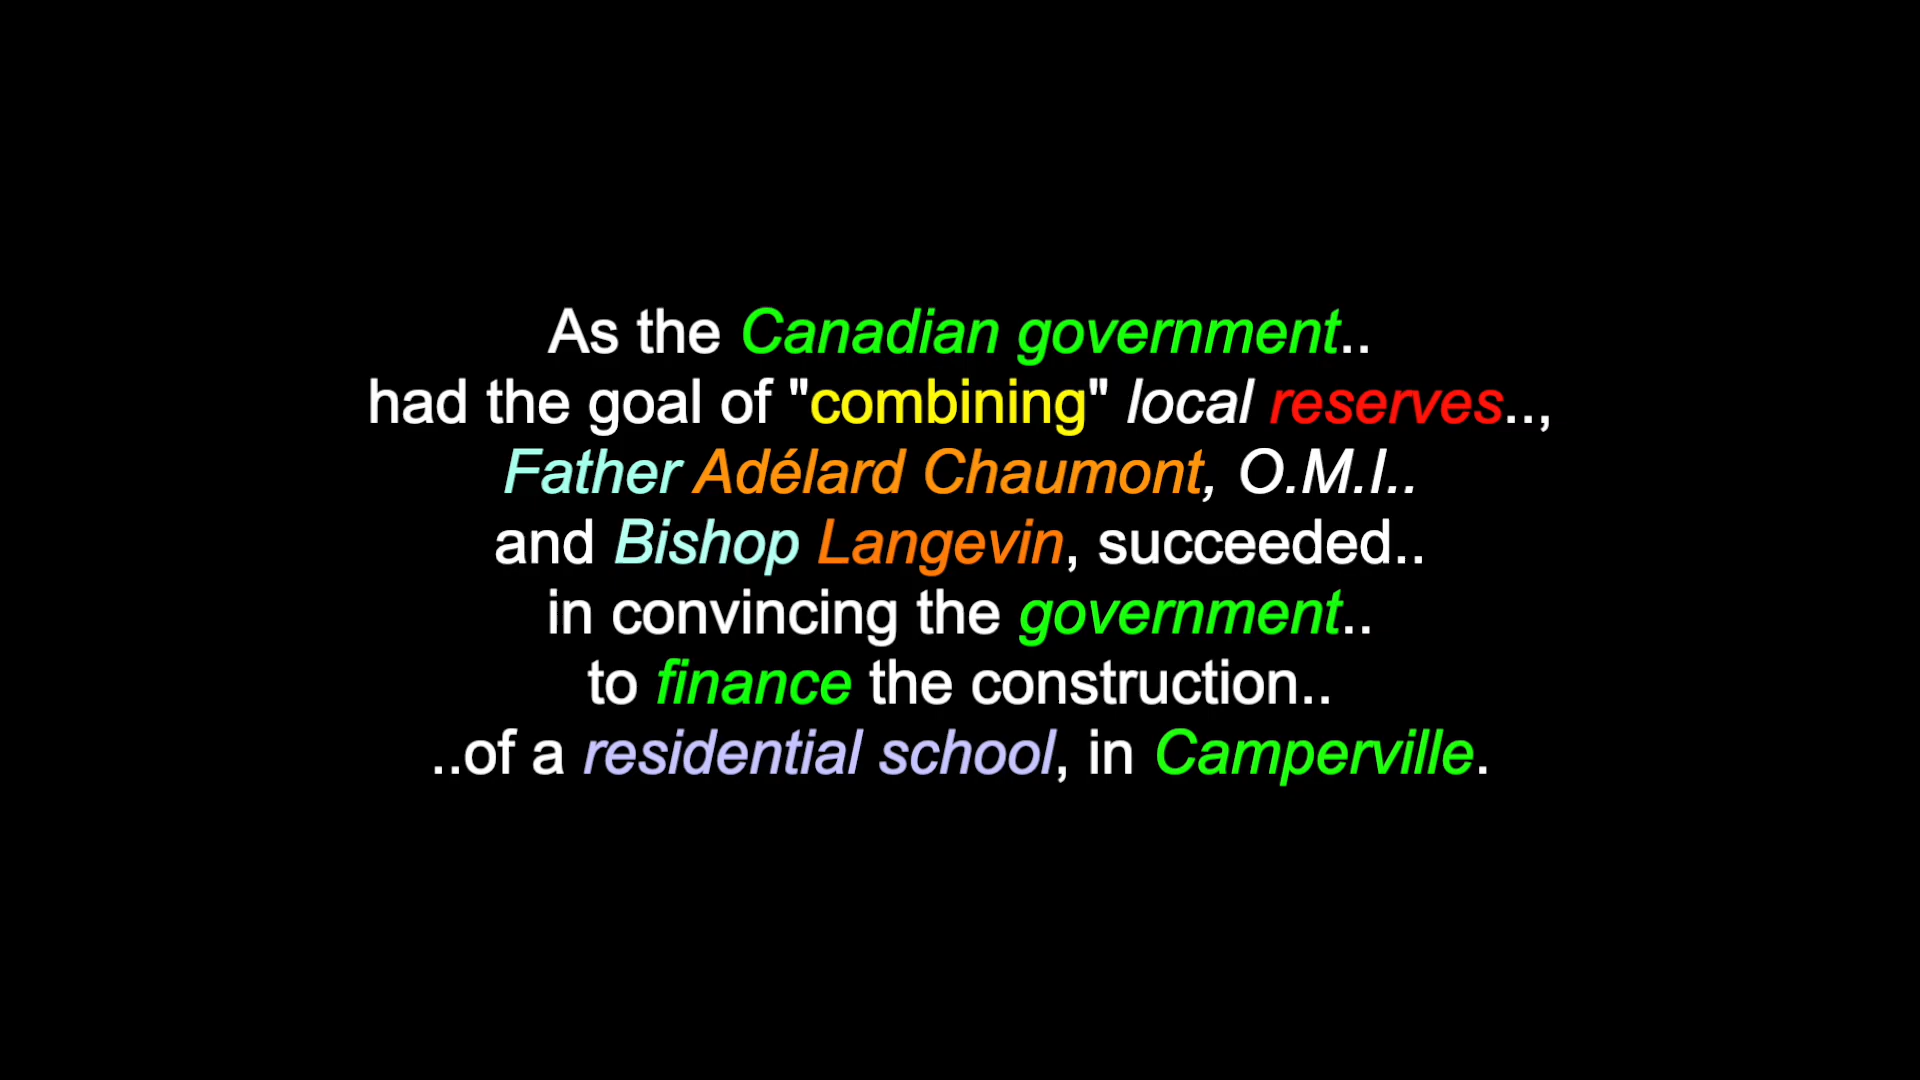 As the Canadian government..
had the goal of "combining" local reserves..,
Father Adélard Chaumont, O.M.I..
and Bishop Langevin, succeeded..
in convincing the government..
to finance the construction..
..of a residential school, in Camperville.